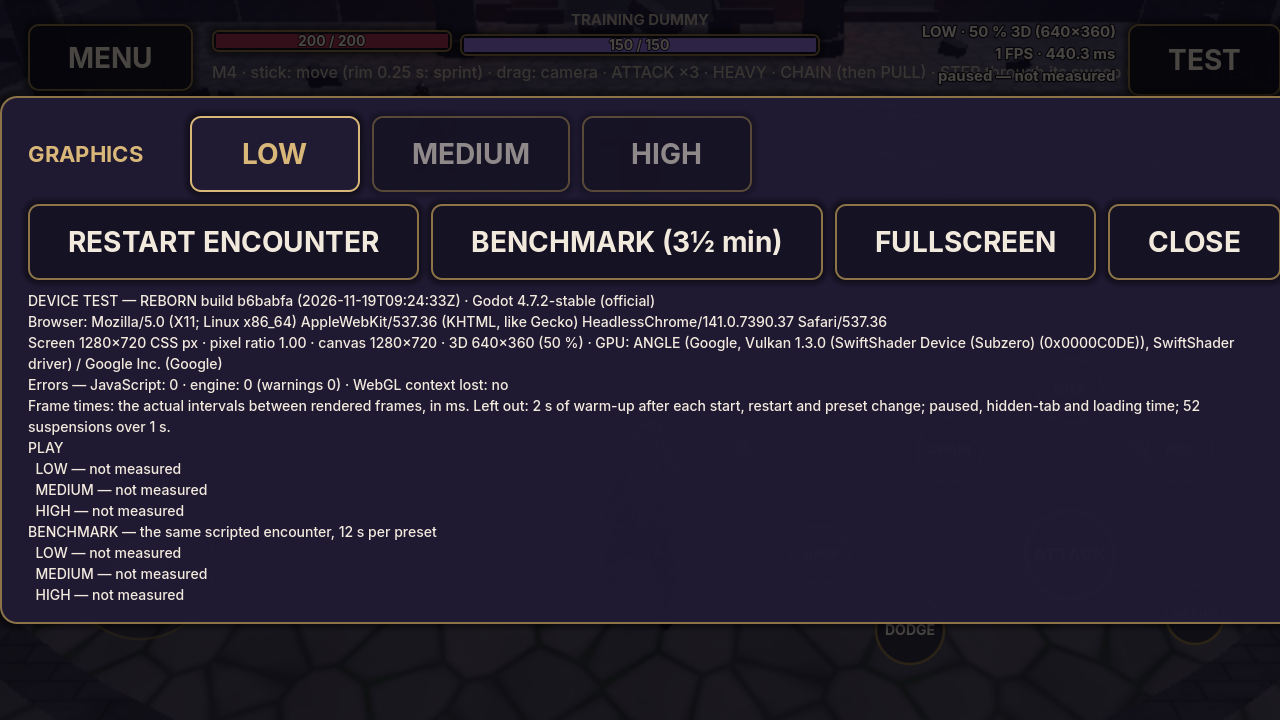 TRAINING DUMMY
MENU
200 / 200
150 / 150
LOW · 50 % 3D (640×360)
1 FPS · 440.3 ms
paused — not measured
TEST
M4 · stick: move (rim 0.25 s: sprint) · drag: camera · ATTACK ×3 · HEAVY · CHAIN (then PULL) · STEP through its sweep
GRAPHICS
LOW
MEDIUM
HIGH
RESTART ENCOUNTER
BENCHMARK (3½ min)
FULLSCREEN
CLOSE
DEVICE TEST — REBORN build b6babfa (2026-11-19T09:24:33Z) · Godot 4.7.2-stable (official)
Browser: Mozilla/5.0 (X11; Linux x86_64) AppleWebKit/537.36 (KHTML, like Gecko) HeadlessChrome/141.0.7390.37 Safari/537.36
Screen 1280×720 CSS px · pixel ratio 1.00 · canvas 1280×720 · 3D 640×360 (50 %) · GPU: ANGLE (Google, Vulkan 1.3.0 (SwiftShader Device (Subzero) (0x0000C0DE)), SwiftShader
driver) / Google Inc. (Google)
Errors — JavaScript: 0 · engine: 0 (warnings 0) · WebGL context lost: no
Frame times: the actual intervals between rendered frames, in ms. Left out: 2 s of warm-up after each start, restart and preset change; paused, hidden-tab and loading time; 52
suspensions over 1 s.
PLAY
LOW — not measured
MEDIUM — not measured
HIGH — not measured
BENCHMARK — the same scripted encounter, 12 s per preset
LOW — not measured
MEDIUM — not measured
HIGH — not measured
DODGE